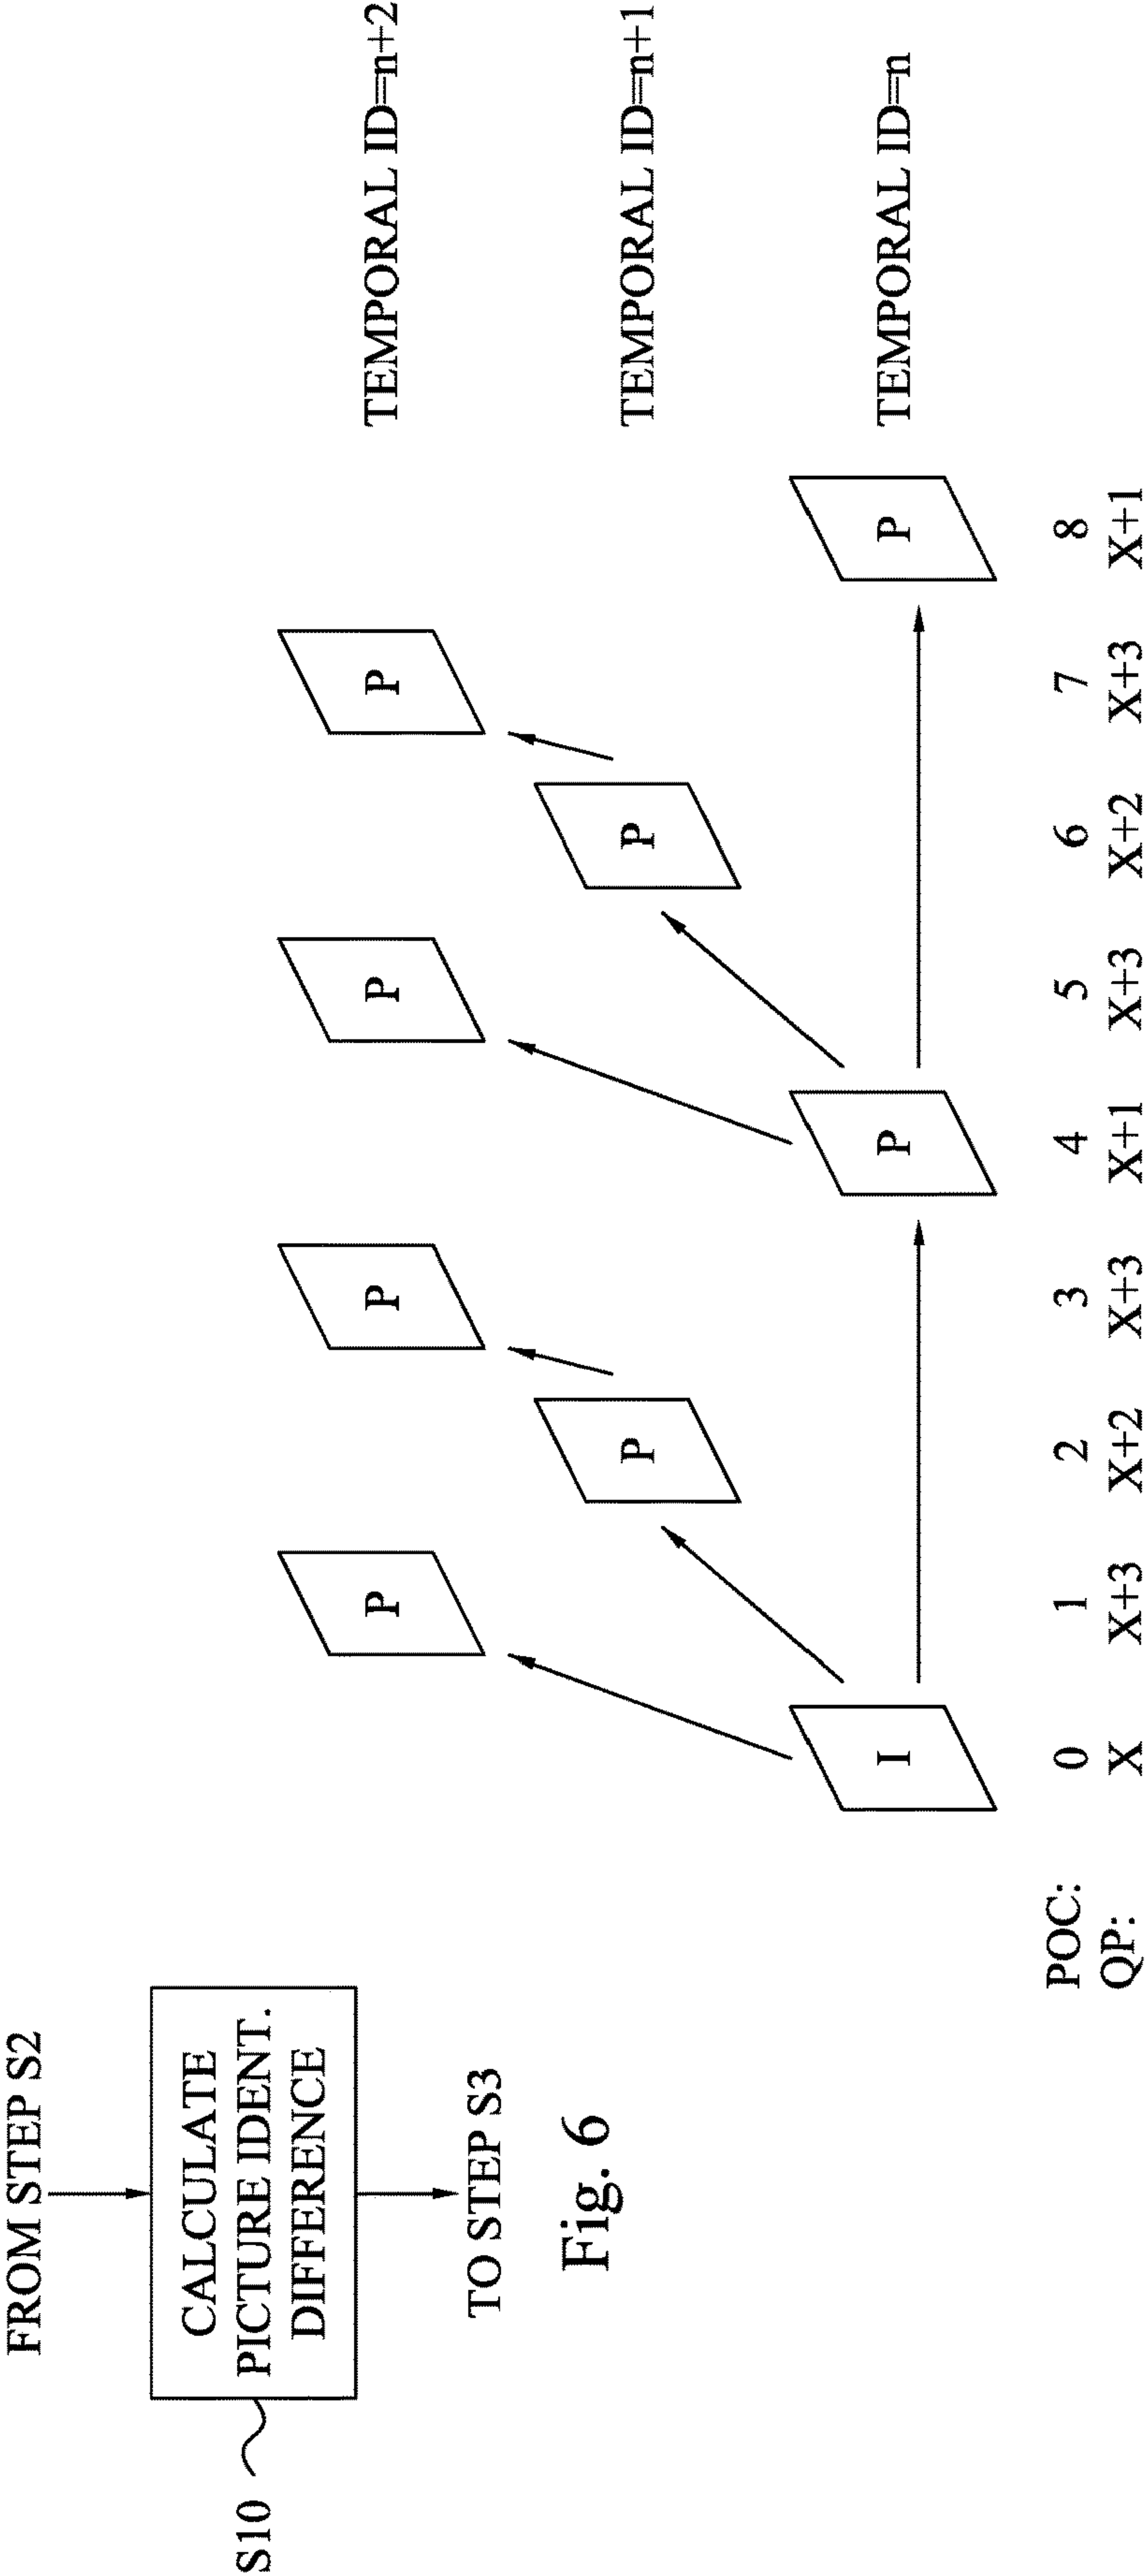 FROM STEP S2
S10
CALCULATE
PICTURE IDENT.
DIFFERENCE
TO STEP S3
Fig. 6
TEMPORAL ID=n+2
P P P P
TEMPORAL ID=n+1
P P
TEMPORAL ID=n
I P P
POC: 0 1 2 3 4 5 6 7 8
QP: X X+3 X+2 X+3 X+1 X+3 X+2 X+3 X+1